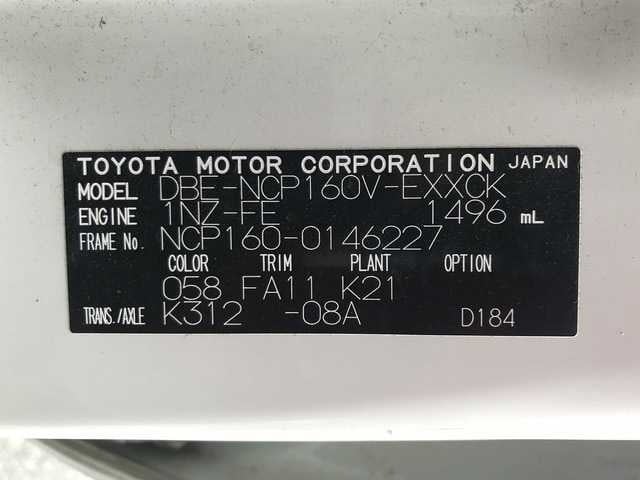 TOYOTA MOTOR CORPORATION JAPAN
MODEL DBE-NCP160V-EXXCK
ENGINE 1NZ-FE 1496 mL
FRAME No. NCP160-0146227
COLOR TRIM PLANT OPTION
058 FA11 K21
TRANS./AXLE K312 -08A D184